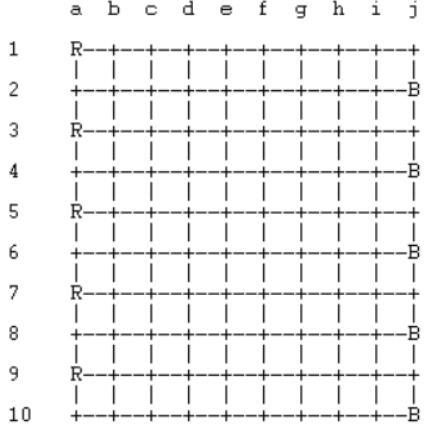 a b c d e f g h i j
1 R--+--+--+--+--+--+--+--+--+
| | | | | | | | | |
2 +--+--+--+--+--+--+--+--+--B
| | | | | | | | | |
3 R--+--+--+--+--+--+--+--+--+
| | | | | | | | | |
4 +--+--+--+--+--+--+--+--+--B
| | | | | | | | | |
5 R--+--+--+--+--+--+--+--+--+
| | | | | | | | | |
6 +--+--+--+--+--+--+--+--+--B
| | | | | | | | | |
7 R--+--+--+--+--+--+--+--+--+
| | | | | | | | | |
8 +--+--+--+--+--+--+--+--+--B
| | | | | | | | | |
9 R--+--+--+--+--+--+--+--+--+
| | | | | | | | | |
10 +--+--+--+--+--+--+--+--+--B